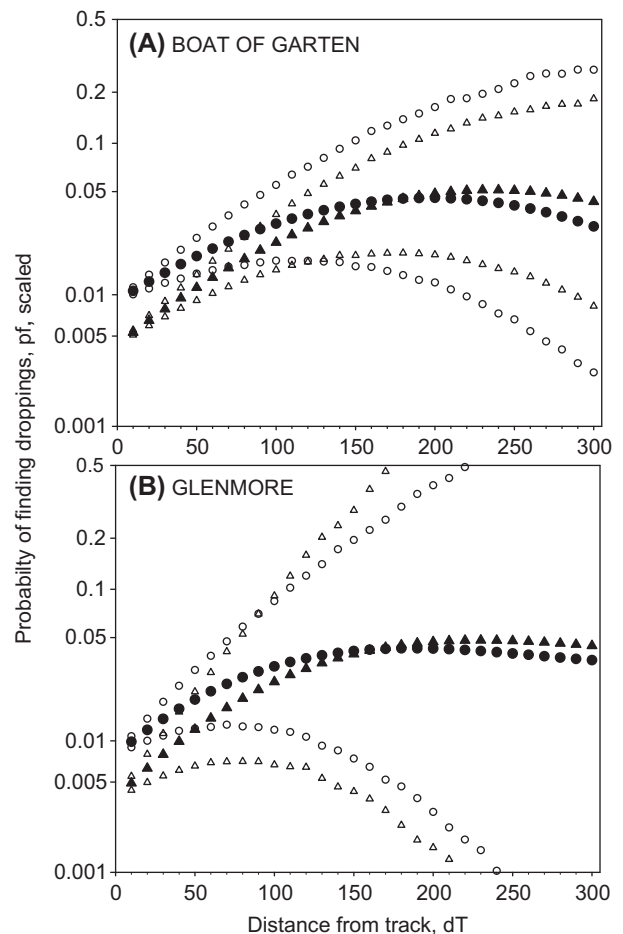 (A) BOAT OF GARTEN
0.5
0.2
0.1
0.05
0.01
0.005
0.001
0 50 100 150 200 250 300
(B) GLENMORE
0.5
0.2
0.1
0.05
0.01
0.005
0.001
0 50 100 150 200 250 300
Probabilty of finding droppings, pf, scaled
Distance from track, dT